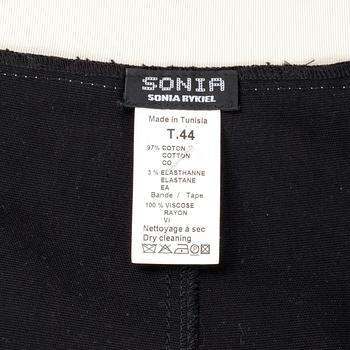 SONIA
SONIA RYKIEL
Made in Tunisia
T.44
97% COTON
COTTON
CO
3 % ELASTHANNE
ELASTANE
EA
Bande / Tape
100 % VISCOSE
RAYON
VI
Nettoyage à sec
Dry cleaning